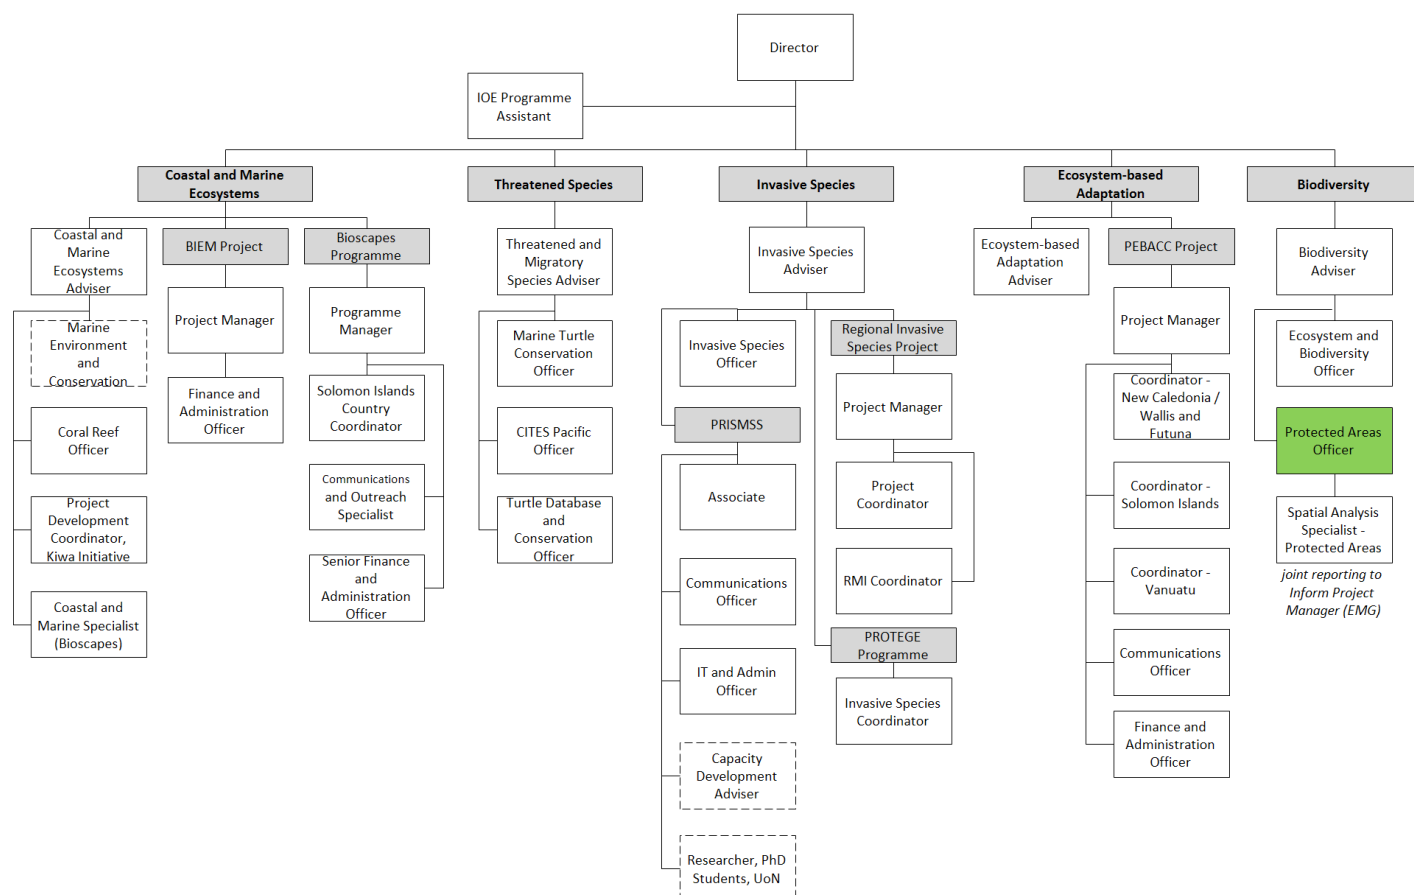 Director
IOE Programme
Assistant
Coastal and Marine
Ecosystems
Threatened Species
Invasive Species
Ecosystem-based
Adaptation
Biodiversity
Coastal and
Marine
Ecosystems
Adviser
BIEM Project
Bioscapes
Programme
Threatened and
Migratory
Species Adviser
Invasive Species
Adviser
Ecoystem-based
Adaptation
Adviser
PEBACC Project
Biodiversity
Adviser
Marine
Environment
and
Conservation
Project Manager
Programme
Manager
Marine Turtle
Conservation
Officer
Invasive Species
Officer
Regional Invasive
Species Project
Project Manager
Ecosystem and
Biodiversity
Officer
Coral Reef
Officer
Finance and
Administration
Officer
Solomon Islands
Country
Coordinator
CITES Pacific
Officer
PRISMSS
Project Manager
Coordinator -
New Caledonia /
Wallis and
Futuna
Protected Areas
Officer
Project
Development
Coordinator,
Kiwa Initiative
Communications
and Outreach
Specialist
Turtle Database
and
Conservation
Officer
Associate
Project
Coordinator
Coordinator -
Solomon Islands
Spatial Analysis
Specialist -
Protected Areas
joint reporting to
Inform Project
Manager (EMG)
Coastal and
Marine Specialist
(Bioscapes)
Senior Finance
and
Administration
Officer
Communications
Officer
RMI Coordinator
Coordinator -
Vanuatu
IT and Admin
Officer
PROTEGE
Programme
Communications
Officer
Invasive Species
Coordinator
Finance and
Administration
Officer
Capacity
Development
Adviser
Researcher, PhD
Students, UoN